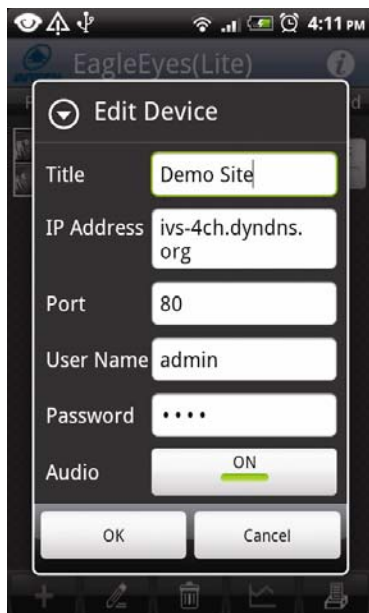 4:11 PM
EagleEyes(Lite)
Edit Device
Title
Demo Site
IP Address
ivs-4ch.dyndns.
org
Port
80
User Name
admin
Password
••••
Audio
ON
OK
Cancel